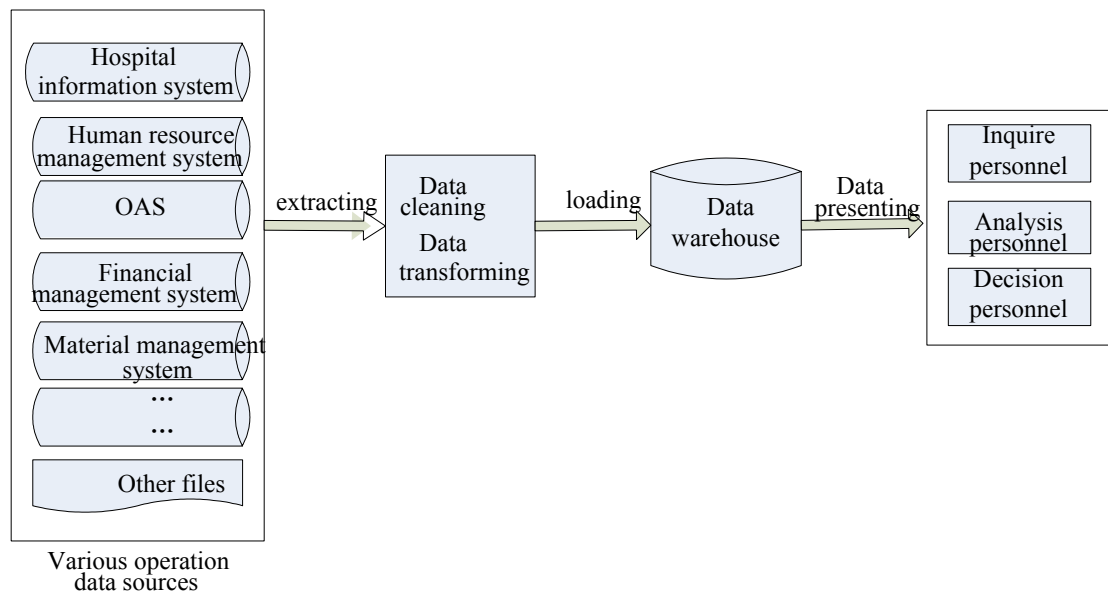 Hospital
information system
Human resource
management system
OAS
Financial
management system
Material management
system
...
...
Other files
Various operation
data sources
extracting
Data
cleaning
Data
transforming
loading
Data
warehouse
Data
presenting
Inquire
personnel
Analysis
personnel
Decision
personnel